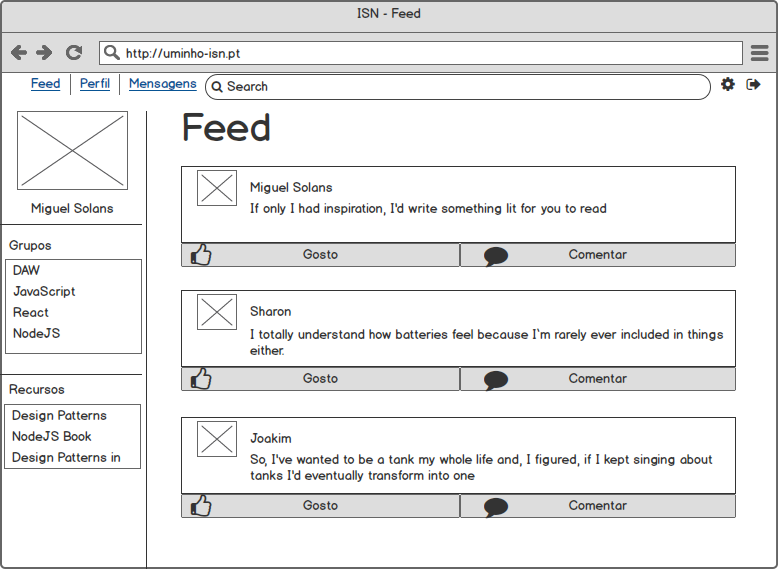 ISN - Feed
http://uminho-isn.pt
Feed
Perfil
Mensagens
Search
Miguel Solans
Grupos
DAW
JavaScript
React
NodeJS
Recursos
Design Patterns
NodeJS Book
Design Patterns in
Feed
Miguel Solans
If only I had inspiration, I'd write something lit for you to read
Gosto
Comentar
Sharon
I totally understand how batteries feel because I`m rarely ever included in things
either.
Gosto
Comentar
Joakim
So, I've wanted to be a tank my whole life and, I figured, if I kept singing about
tanks I'd eventually transform into one
Gosto
Comentar